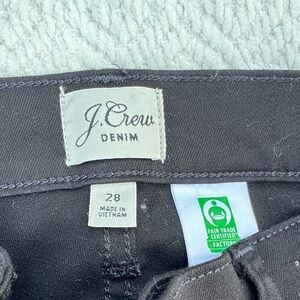 J.Crew
DENIM
28
MADE IN
VIETNAM
FAIR TRADE
CERTIFIED
FACTORY